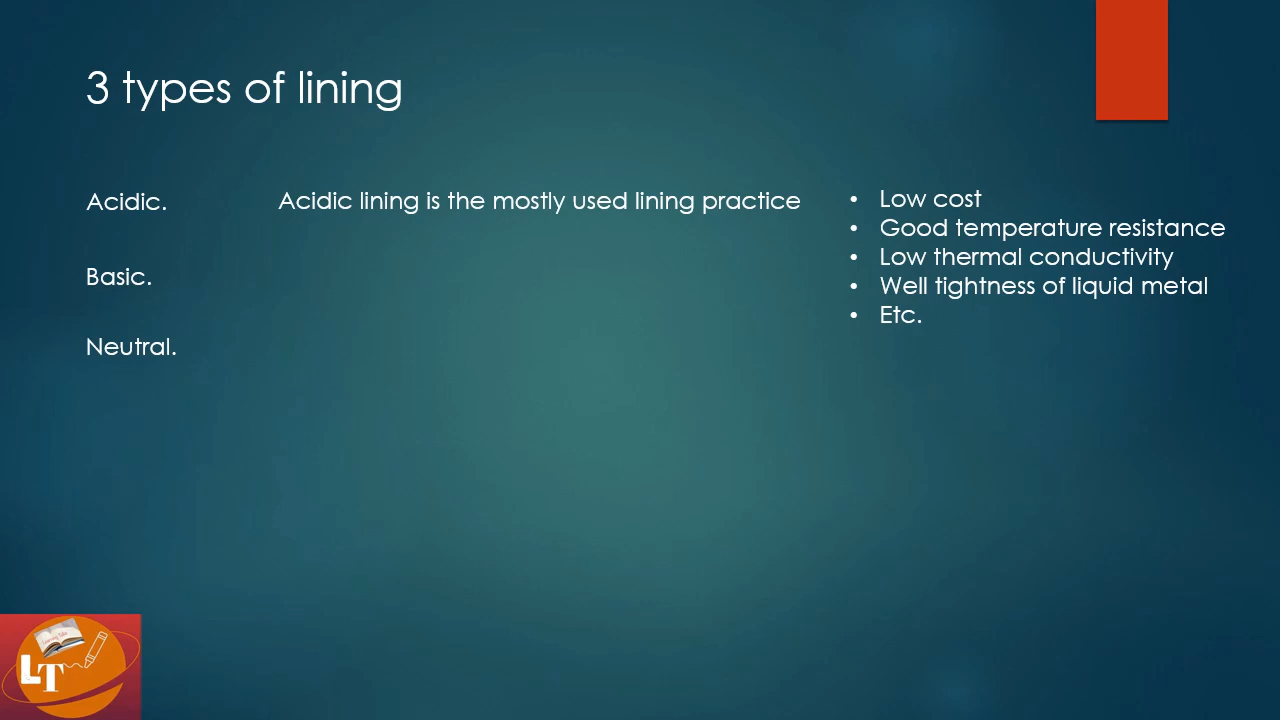 3 types of lining
Acidic.
Acidic lining is the mostly used lining practice
Basic.
Neutral.
• Low cost
• Good temperature resistance
• Low thermal conductivity
• Well tightness of liquid metal
• Etc.
LT